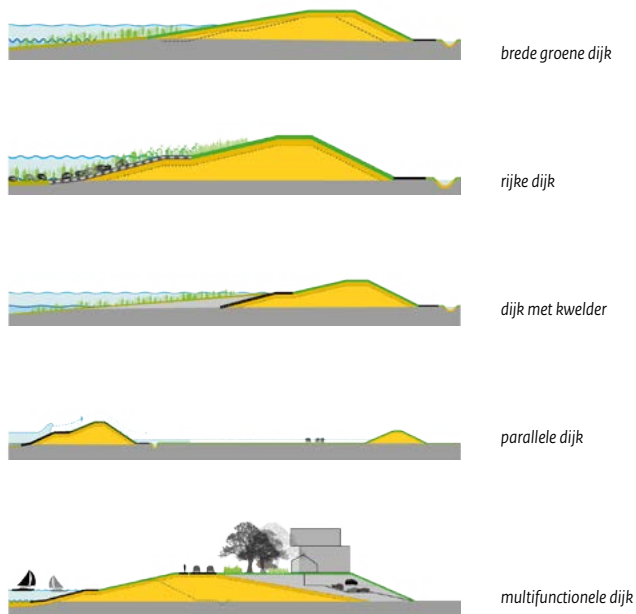 brede groene dijk
rijke dijk
dijk met kwelder
parallele dijk
multifunctionele dijk